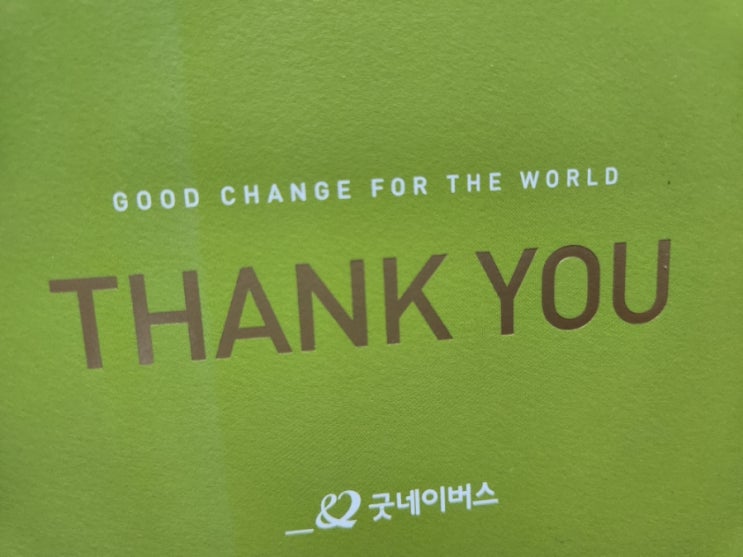 GOOD CHANGE FOR THE WORLD
THANK YOU
굿네이버스